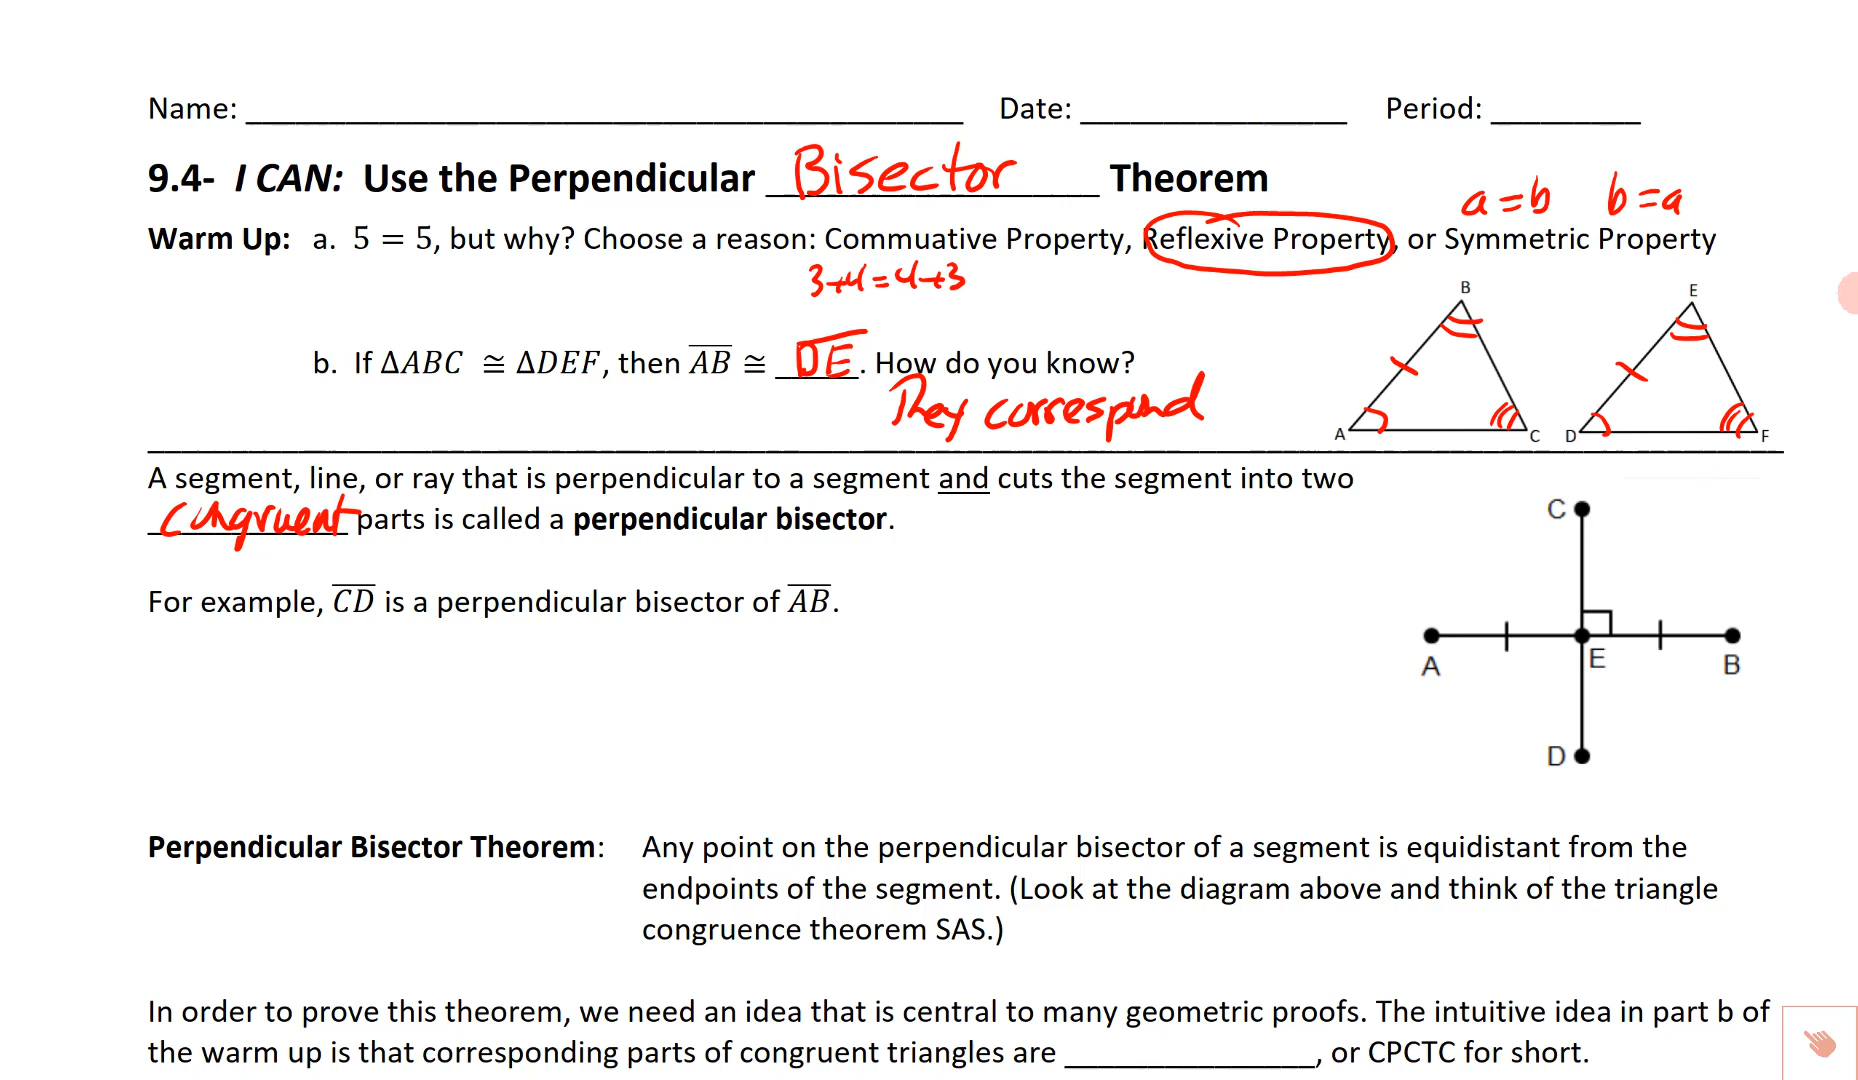 Name: ____________________ Date: __________ Period: __________
9.4- I CAN: Use the Perpendicular Bisector Theorem
a = b b = a
Warm Up: a. 5 = 5, but why? Choose a reason: Commuative Property, Reflexive Property, or Symmetric Property
3+4=4+3
B E
b. If ΔABC ≅ ΔDEF, then AB ≅ DE. How do you know?
They correspond
A C D F
A segment, line, or ray that is perpendicular to a segment and cuts the segment into two
congruent parts is called a perpendicular bisector.
C
For example, CD is a perpendicular bisector of AB.
A E B
D
Perpendicular Bisector Theorem: Any point on the perpendicular bisector of a segment is equidistant from the
endpoints of the segment. (Look at the diagram above and think of the triangle
congruence theorem SAS.)
In order to prove this theorem, we need an idea that is central to many geometric proofs. The intuitive idea in part b of
the warm up is that corresponding parts of congruent triangles are _______________, or CPCTC for short.